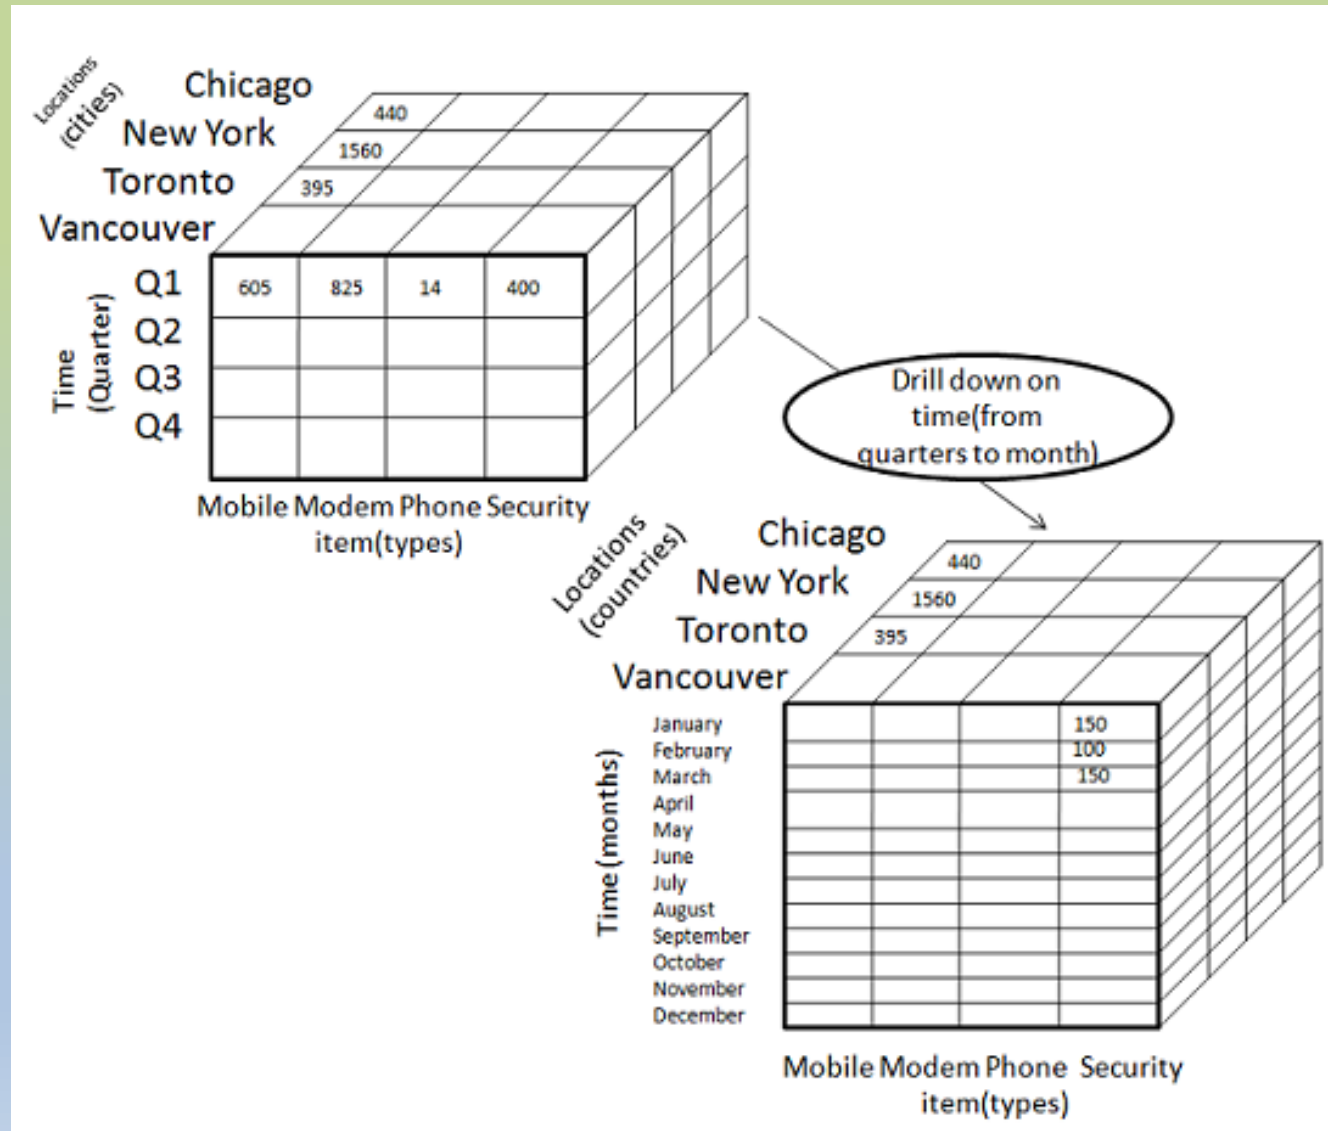 Locations
(cities)
Chicago
New York
Toronto
Vancouver
440
1560
395
Time
(Quarter)
Q1
Q2
Q3
Q4
605 825 14 400
Mobile Modem Phone Security
item(types)
Drill down on
time(from
quarters to month)
Locations
(countries)
Chicago
New York
Toronto
Vancouver
440
1560
395
Time (months)
January 150
February 100
March 150
April
May
June
July
August
September
October
November
December
Mobile Modem Phone Security
item(types)